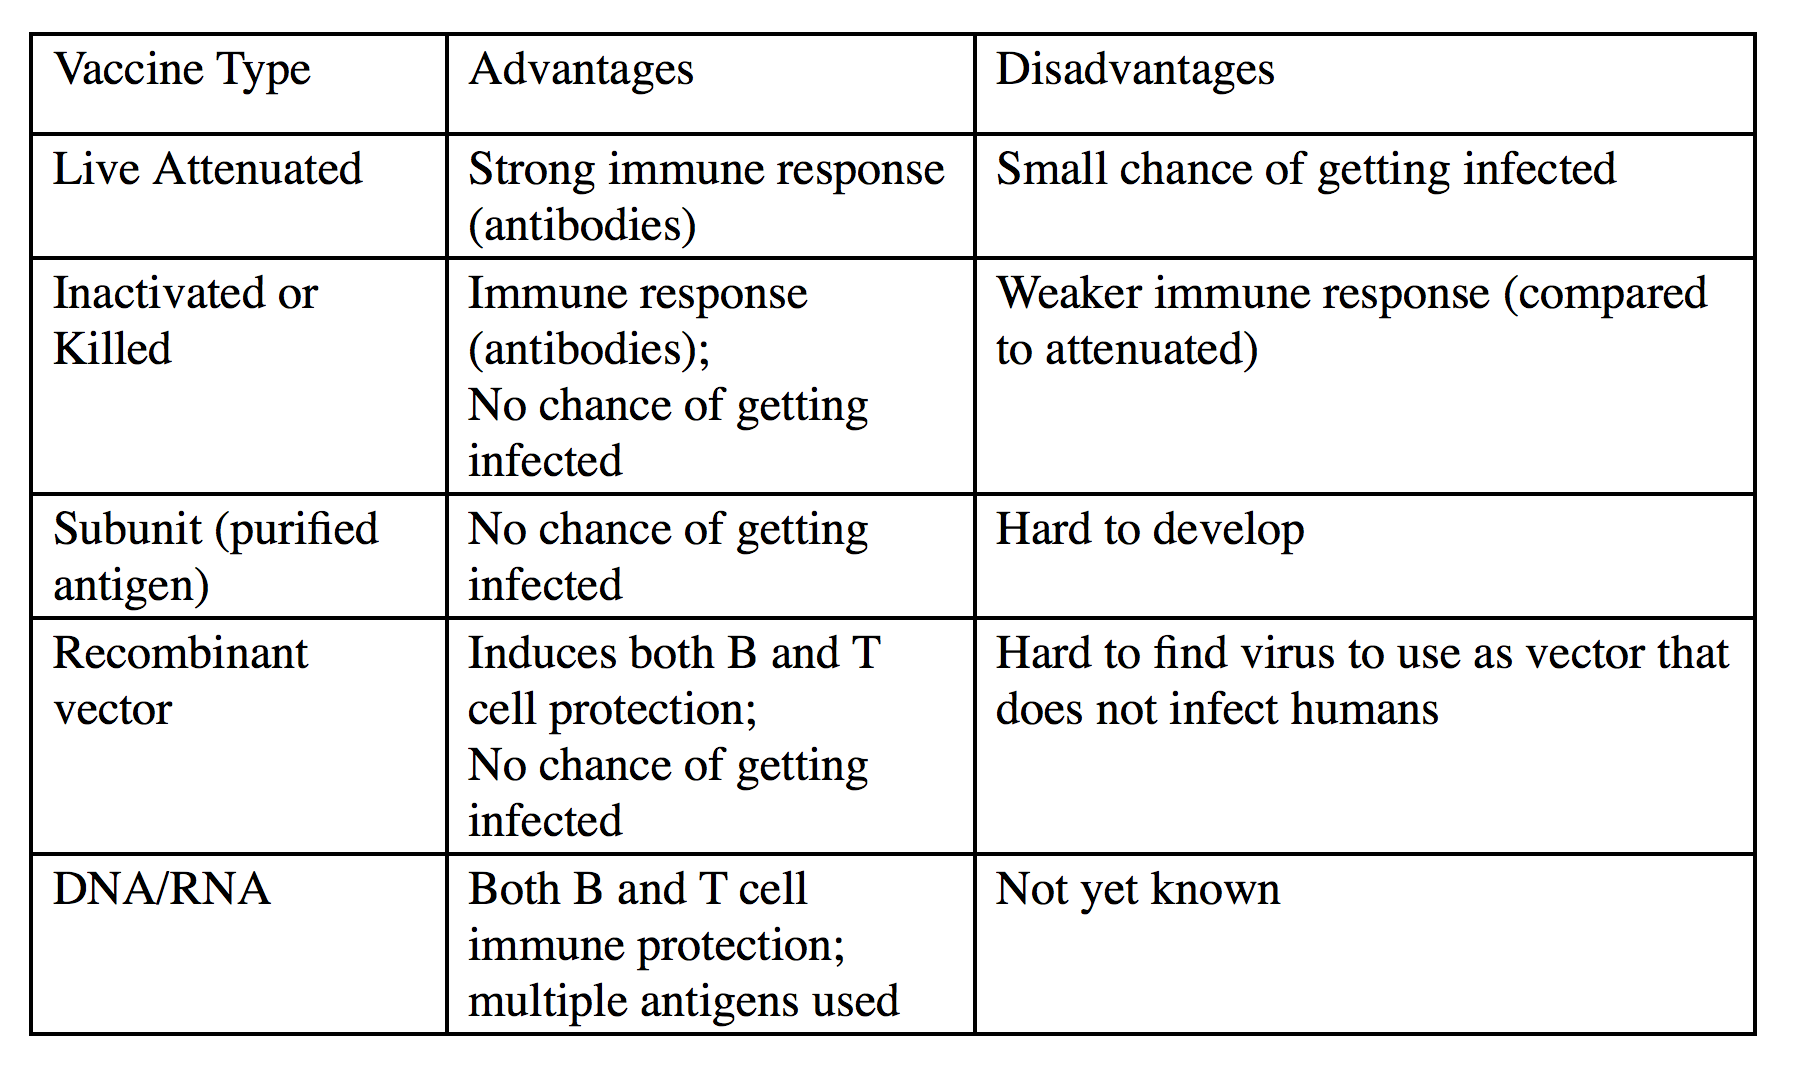 Vaccine Type
Advantages
Disadvantages
Live Attenuated
Strong immune response
(antibodies)
Small chance of getting infected
Inactivated or
Killed
Immune response
(antibodies);
No chance of getting
infected
Weaker immune response (compared
to attenuated)
Subunit (purified
antigen)
No chance of getting
infected
Hard to develop
Recombinant
vector
Induces both B and T
cell protection;
No chance of getting
infected
Hard to find virus to use as vector that
does not infect humans
DNA/RNA
Both B and T cell
immune protection;
multiple antigens used
Not yet known